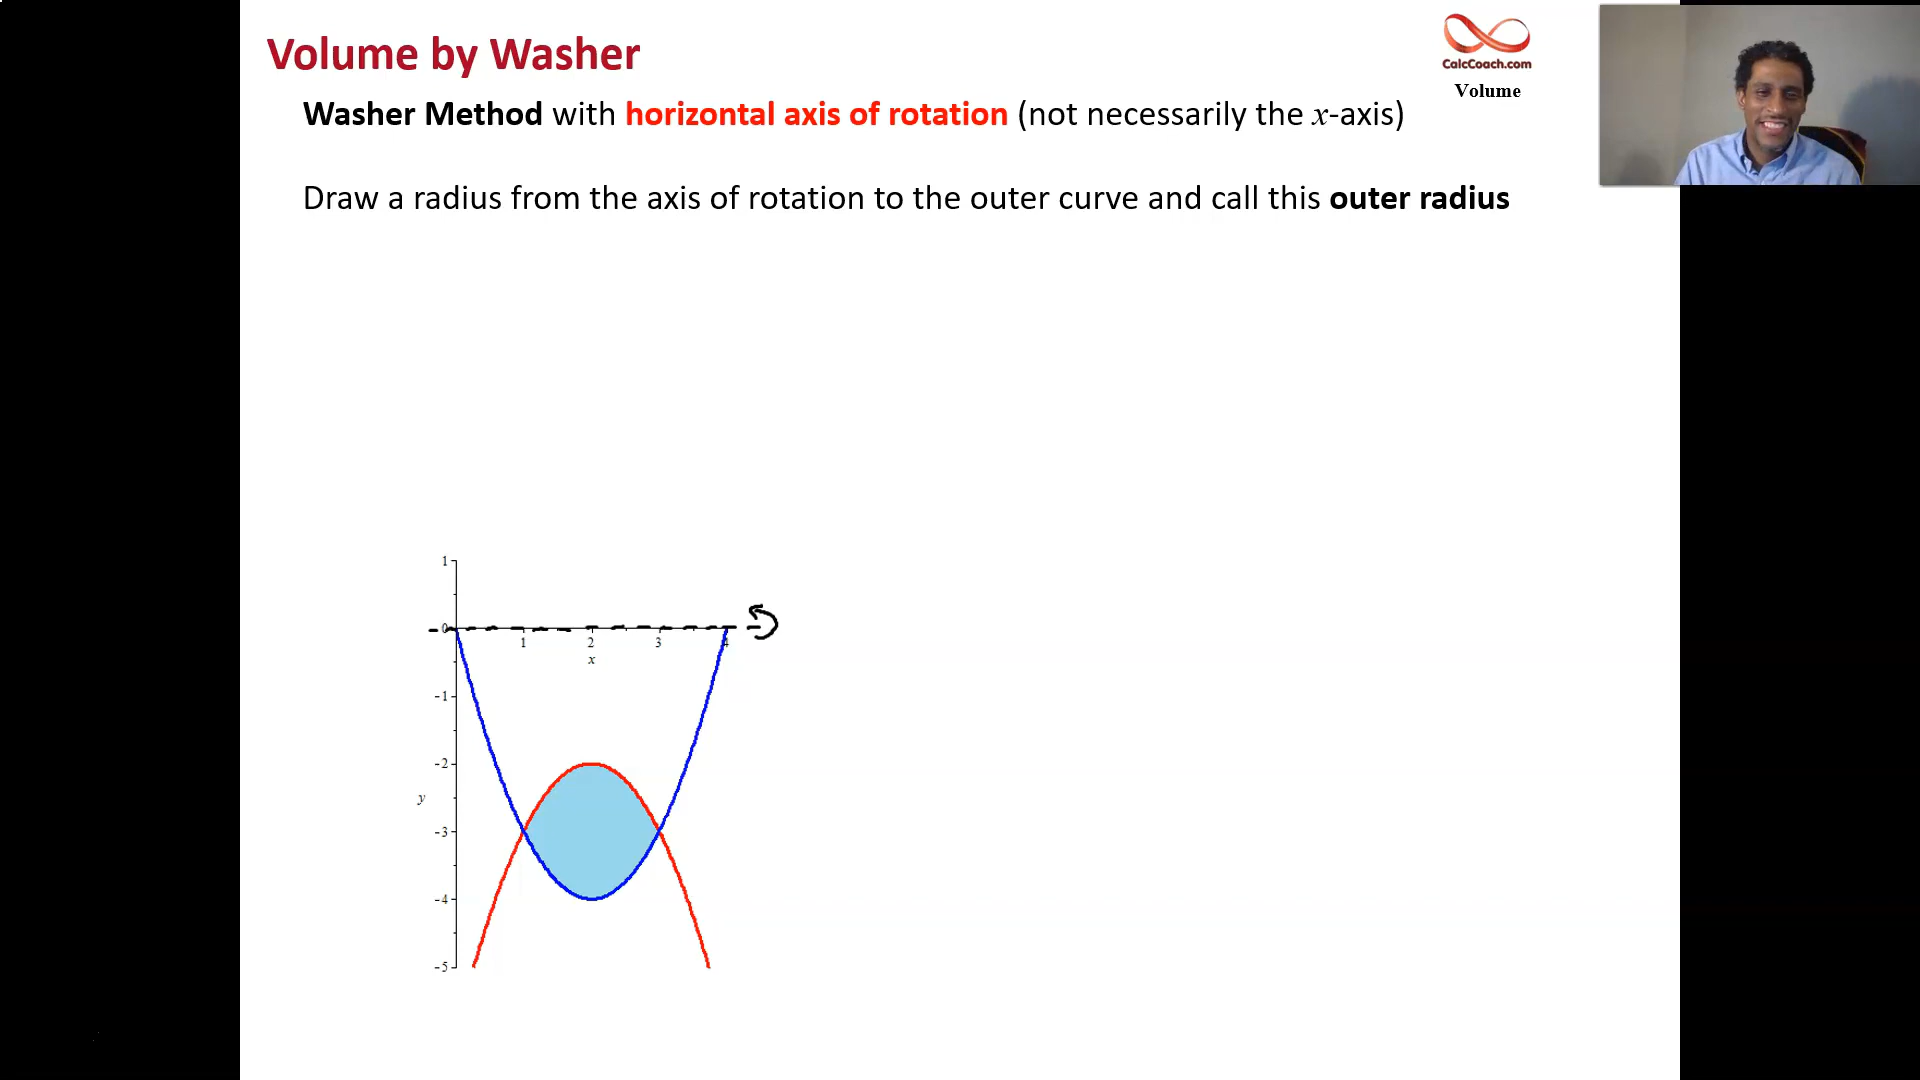 Volume by Washer
CalcCoach.com
Volume
Washer Method with horizontal axis of rotation (not necessarily the x-axis)
Draw a radius from the axis of rotation to the outer curve and call this outer radius
1
0
1 2 3 4
x
-1
-2
y
-3
-4
-5